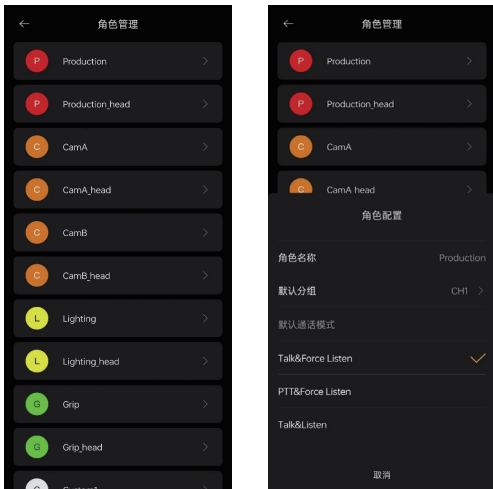 角色管理
P Production
P Production_head
C CamA
C CamA_head
C CamB
C CamB_head
L Lighting
L Lighting_head
G Grip
G Grip_head
角色管理
P Production
P Production_head
C CamA
C CamA head
角色配置
角色名称 Production
默认分组 CH1
默认通话模式
Talk&Force Listen
PTT&Force Listen
Talk&Listen
取消